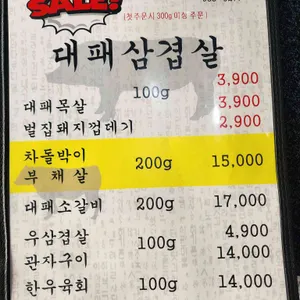 SALE!
(첫주문시 300g 이상 주문)
대패삼겹살
100g 3,900
대패목살 3,900
벌집돼지껍데기 2,900
차돌박이
부채살
200g 15,000
대패소갈비 200g 17,000
우삼겹살 4,900
100g
관자구이 14,000
한우육회 100g 14,000